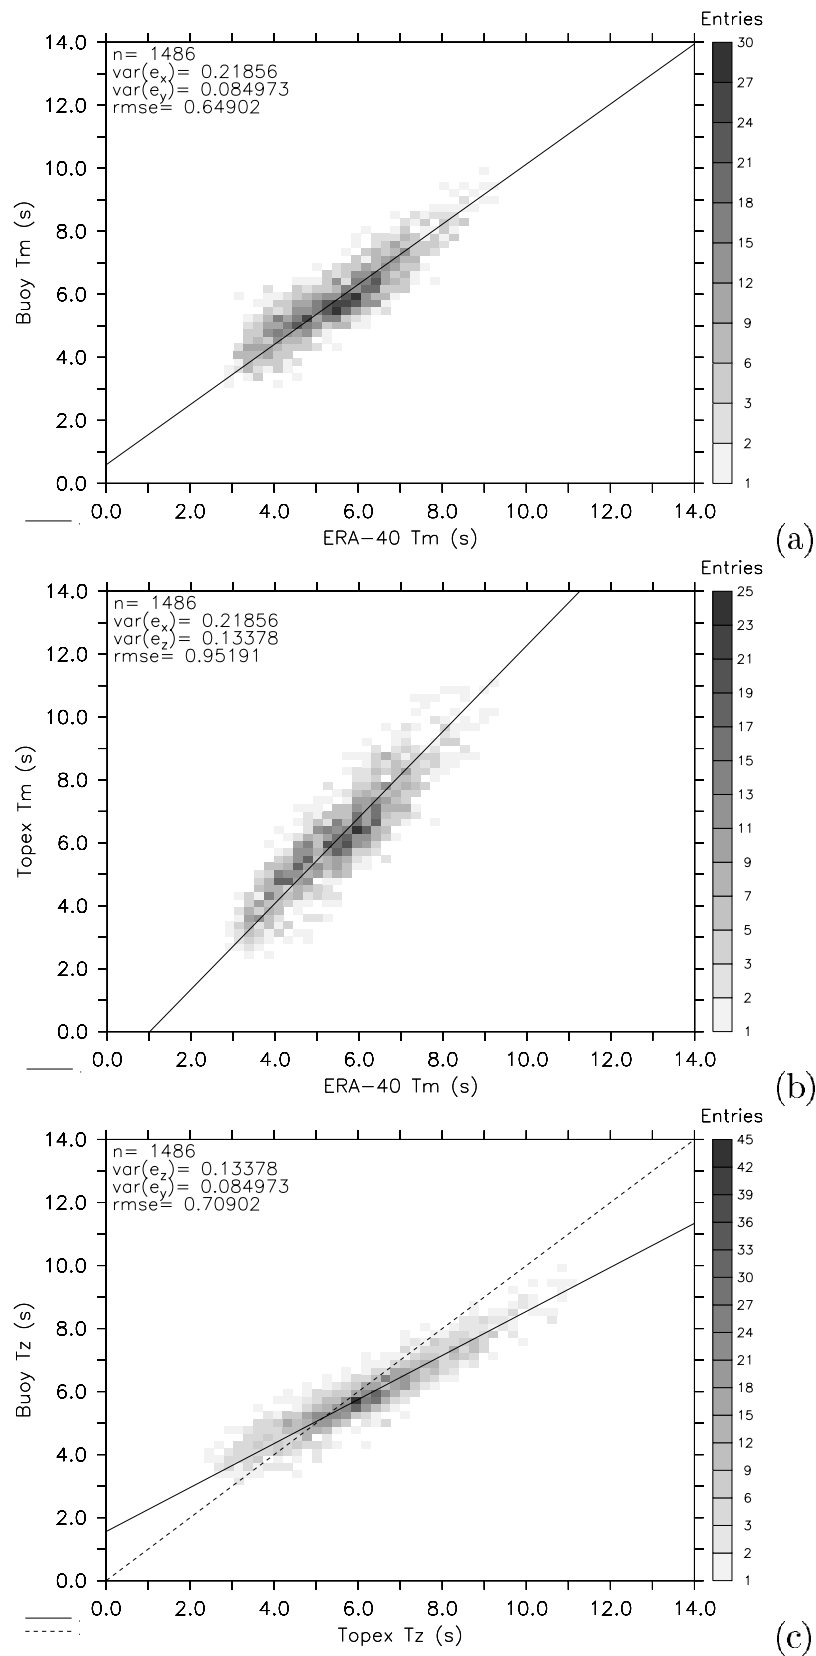 Entries
n= 1486
var(e_x)= 0.21856
var(e_y)= 0.084973
rmse= 0.64902
14.0
12.0
10.0
8.0
6.0
4.0
2.0
0.0
Buoy Tm (s)
30
27
24
21
18
15
12
9
6
3
2
1
0.0 2.0 4.0 6.0 8.0 10.0 12.0 14.0
ERA-40 Tm (s)
(a)
Entries
n= 1486
var(e_x)= 0.21856
var(e_z)= 0.13378
rmse= 0.95191
14.0
12.0
10.0
8.0
6.0
4.0
2.0
0.0
Topex Tm (s)
25
23
21
19
17
15
13
11
9
7
5
3
2
1
0.0 2.0 4.0 6.0 8.0 10.0 12.0 14.0
ERA-40 Tm (s)
(b)
Entries
n= 1486
var(e_z)= 0.13378
var(e_y)= 0.084973
rmse= 0.70902
14.0
12.0
10.0
8.0
6.0
4.0
2.0
0.0
Buoy Tz (s)
45
42
39
36
33
30
27
24
21
18
15
12
9
6
3
2
1
0.0 2.0 4.0 6.0 8.0 10.0 12.0 14.0
Topex Tz (s)
(c)